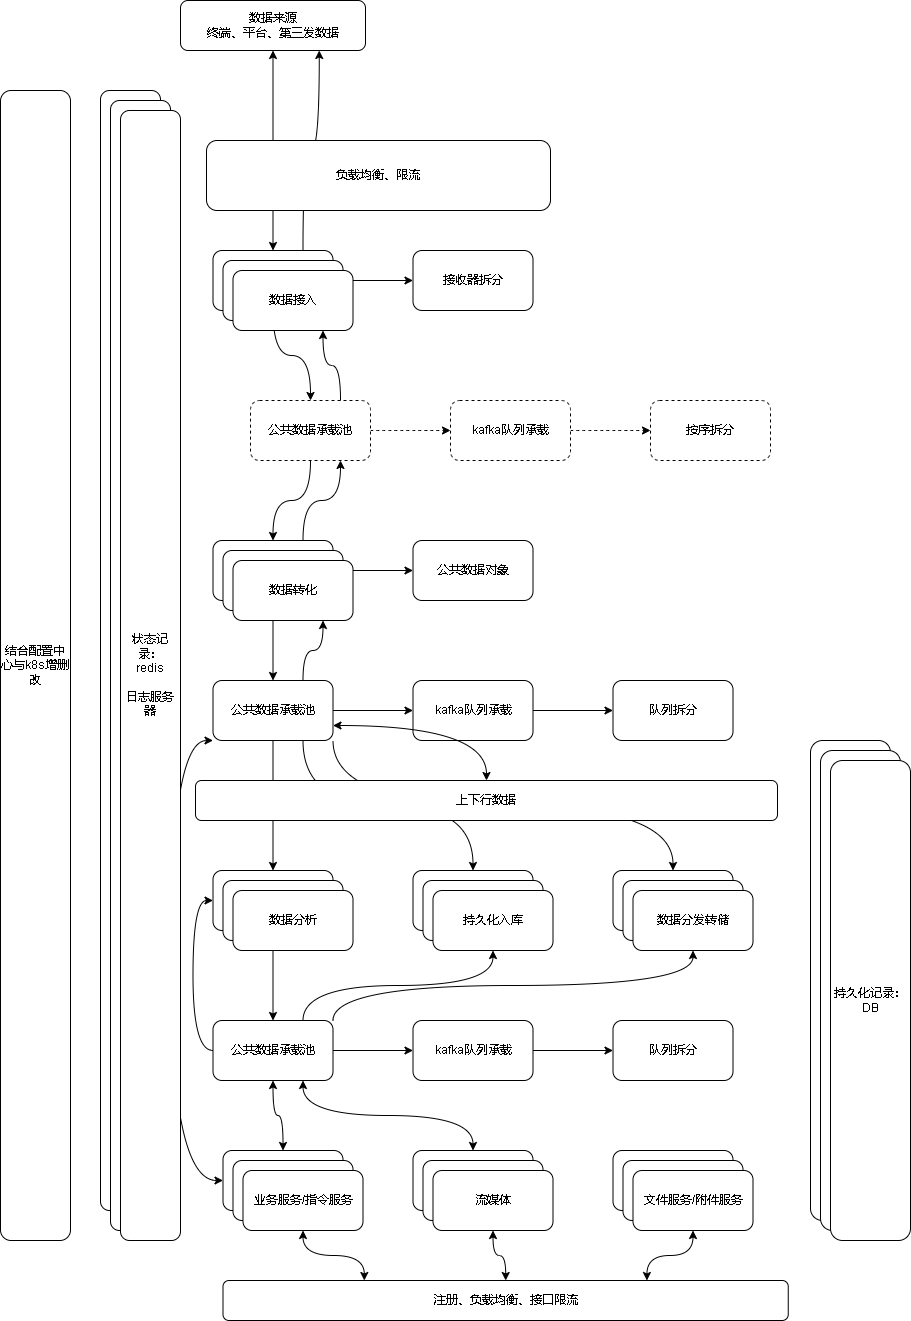 数据来源
终端、平台、第三发数据
负载均衡、限流
数据接入
接收器拆分
公共数据承载池
kafka队列承载
按序拆分
数据转化
公共数据对象
结合配置中
心与k8s增删
改
状态记
录：
redis
日志服务
器
公共数据承载池
kafka队列承载
队列拆分
上下行数据
数据分析
持久化入库
数据分发转储
持久化记录：
DB
公共数据承载池
kafka队列承载
队列拆分
业务服务/指令服务
流媒体
文件服务/附件服务
注册、负载均衡、接口限流